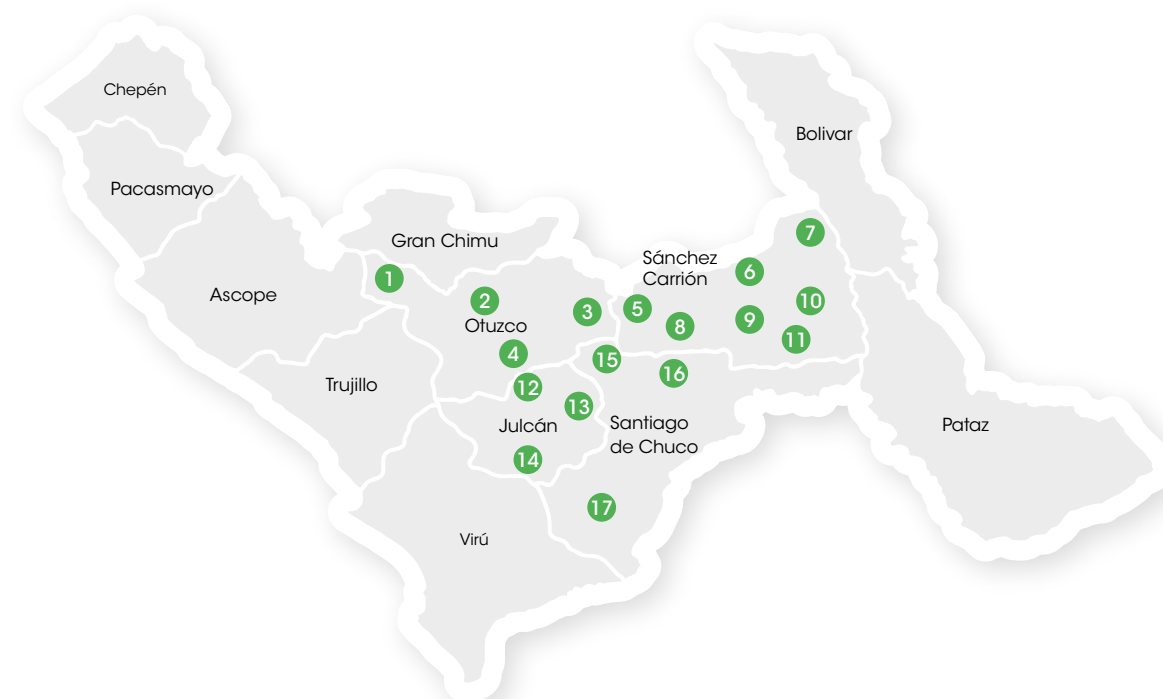 Chepén
Bolivar
Pacasmayo
7
Gran Chimu
Sánchez
Carrión
6
1
Ascope
2
10
5
3
9
Otuzco
8
11
4
15
16
Trujillo
12
13
Julcán
Santiago
de Chuco
Pataz
14
17
Virú